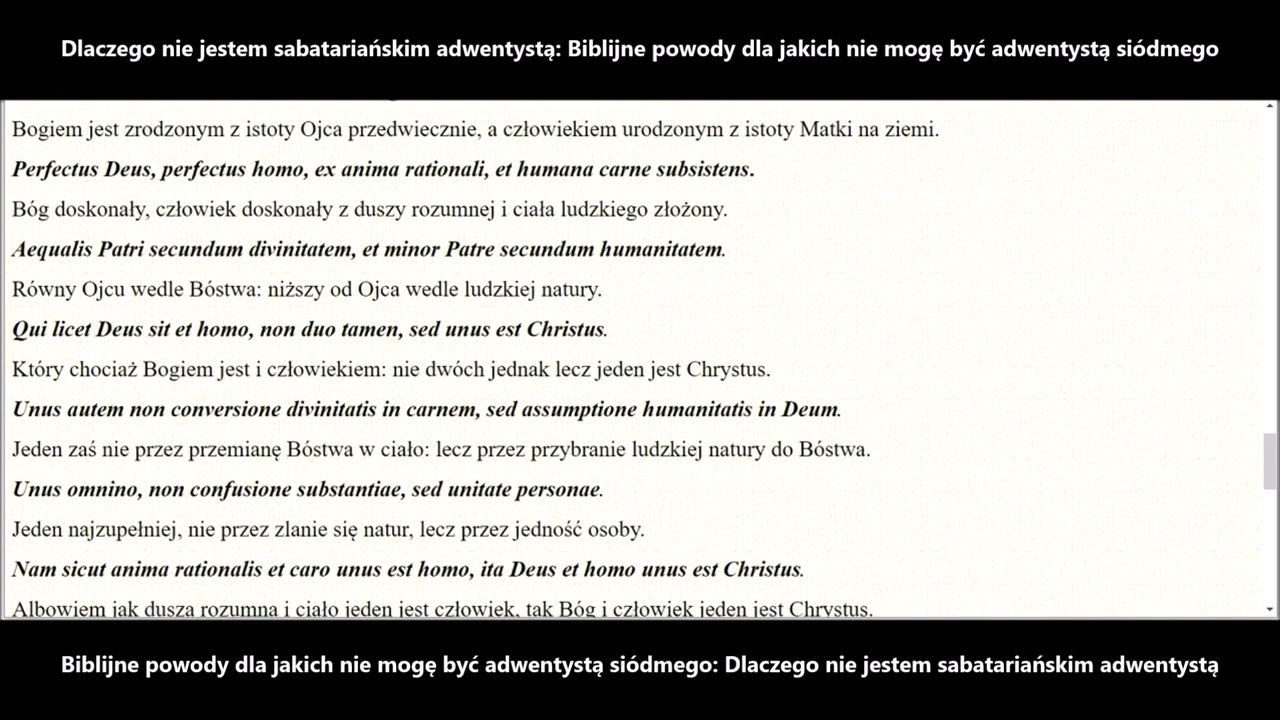 Dlaczego nie jestem sabatariańskim adwentystą: Biblijne powody dla jakich nie mogę być adwentystą siódmego
Bogiem jest zrodzonym z istoty Ojca przedwiecznie, a człowiekiem urodzonym z istoty Matki na ziemi.
Perfectus Deus, perfectus homo, ex anima rationali, et humana carne subsistens.
Bóg doskonały, człowiek doskonały z duszy rozumnej i ciała ludzkiego złożony.
Aequalis Patri secundum divinitatem, et minor Patre secundum humanitatem.
Równy Ojcu wedle Bóstwa: niższy od Ojca wedle ludzkiej natury.
Qui licet Deus sit et homo, non duo tamen, sed unus est Christus.
Który chociaż Bogiem jest i człowiekiem: nie dwóch jednak lecz jeden jest Chrystus.
Unus autem non conversione divinitatis in carnem, sed assumptione humanitatis in Deum.
Jeden zaś nie przez przemianę Bóstwa w ciało: lecz przez przybranie ludzkiej natury do Bóstwa.
Unus omnino, non confusione substantiae, sed unitate personae.
Jeden najzupełniej, nie przez zlanie się natur, lecz przez jedność osoby.
Nam sicut anima rationalis et caro unus est homo, ita Deus et homo unus est Christus.
Albowiem jak dusza rozumna i ciało jeden jest człowiek, tak Bóg i człowiek jeden jest Chrystus.
Biblijne powody dla jakich nie mogę być adwentystą siódmego: Dlaczego nie jestem sabatariańskim adwentystą